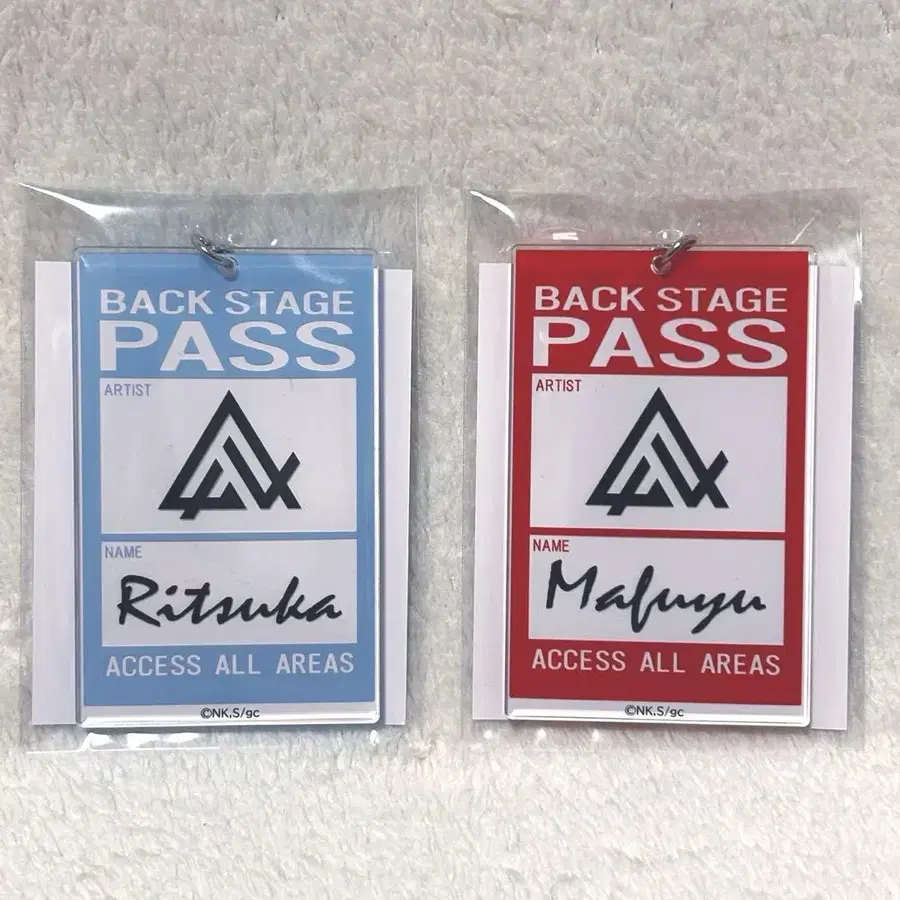 BACK STAGE
PASS
ARTIST
NAME
Ritsuka
ACCESS ALL AREAS
©NK.S/gc
BACK STAGE
PASS
ARTIST
NAME
Mafuyu
ACCESS ALL AREAS
©NK.S/gc